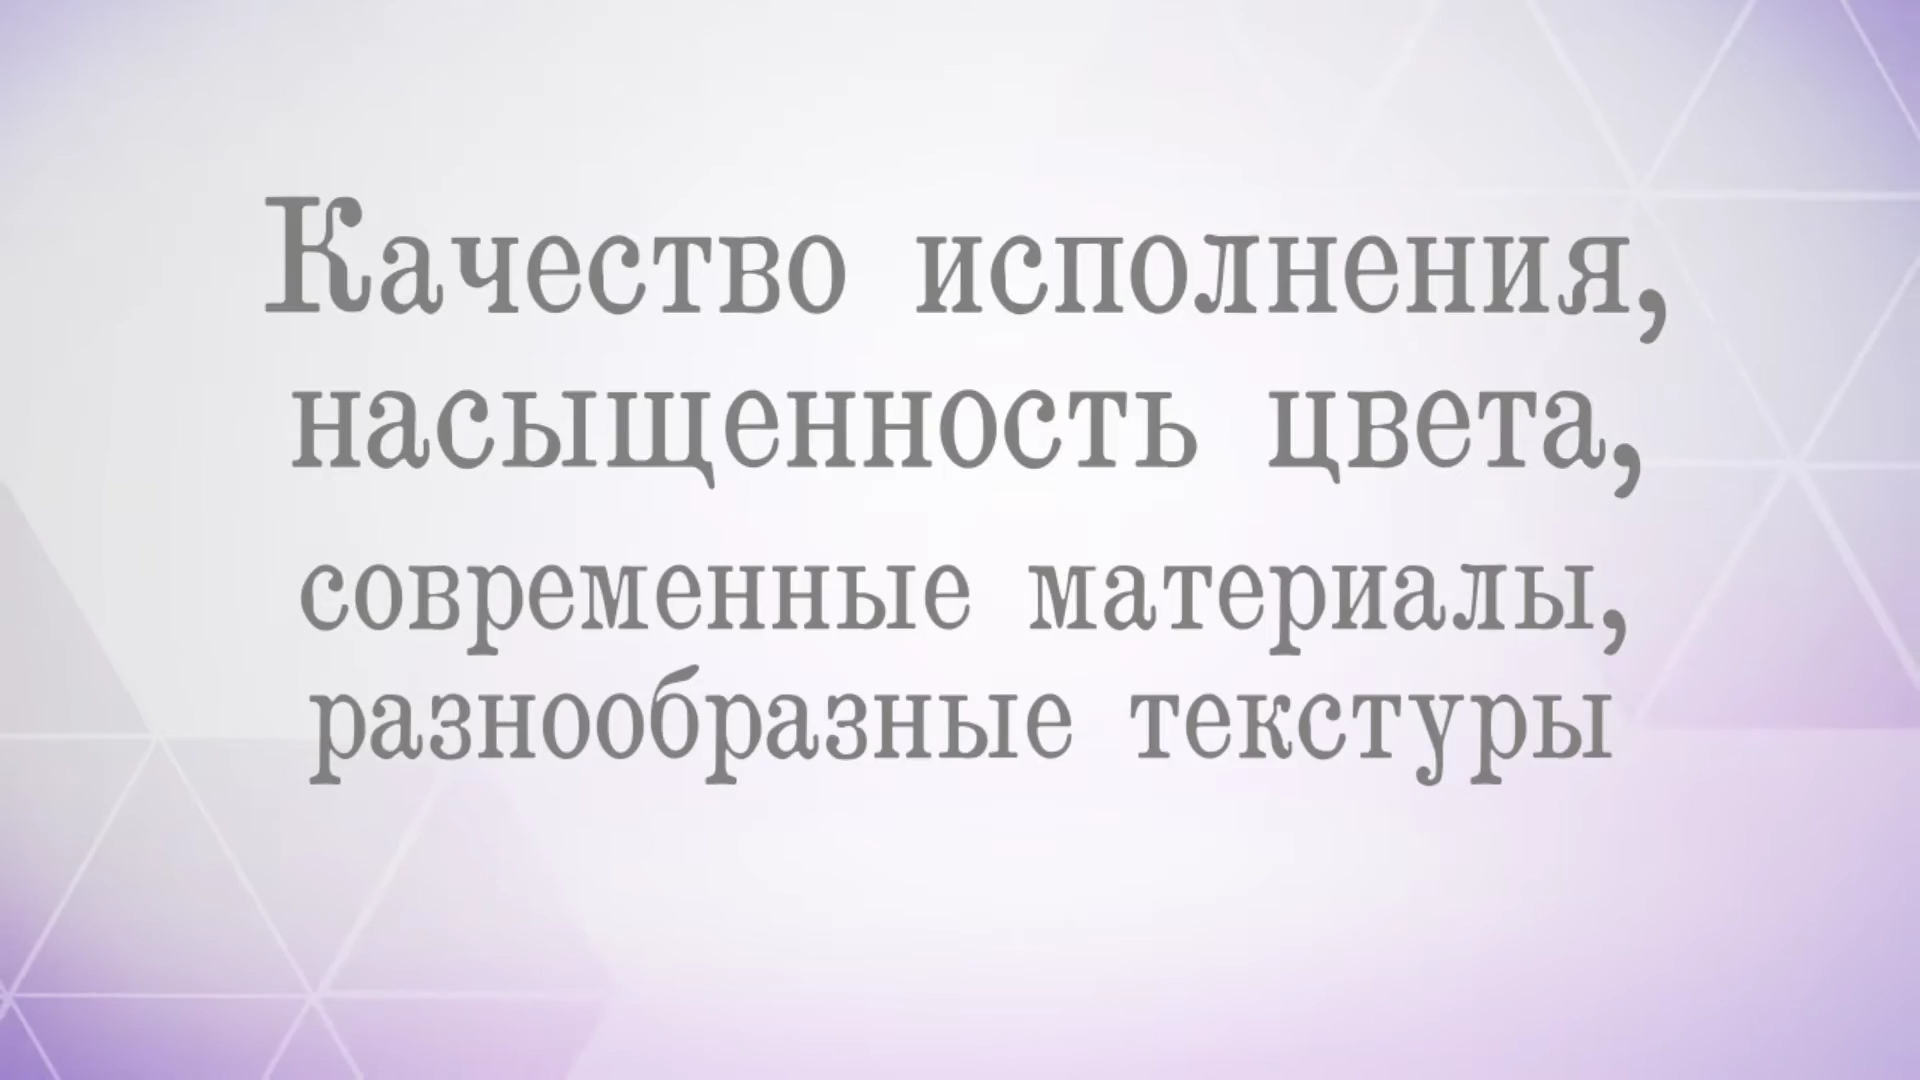 Качество исполнения,
насыщенность цвета,
современные материалы,
разнообразные текстуры